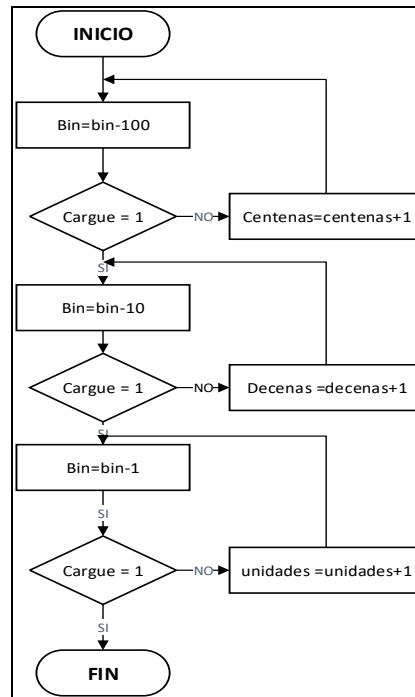 INICIO
Bin=bin-100
Cargue = 1
NO
Centenas=centenas+1
SI
Bin=bin-10
Cargue = 1
NO
Decenas =decenas+1
SI
Bin=bin-1
SI
Cargue = 1
NO
unidades =unidades+1
SI
FIN